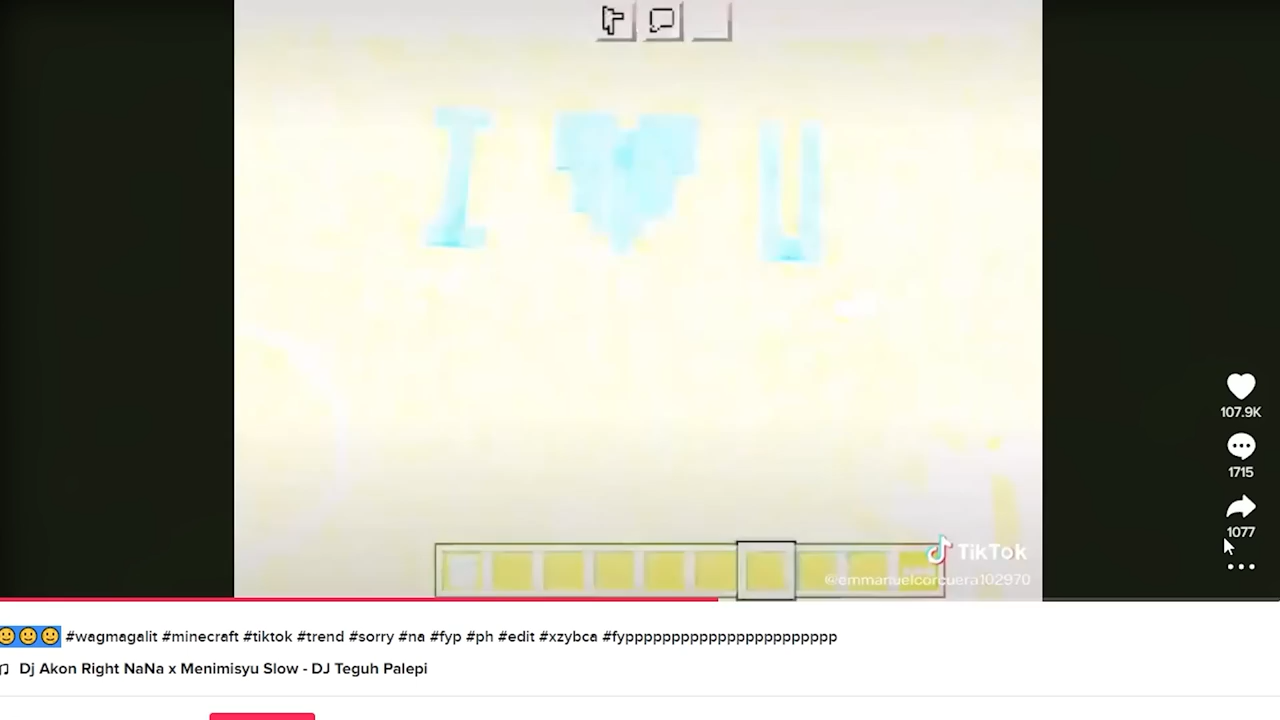 I ♥ U
107.9K
1715
1077
TikTok
@emmanuelcorcuera102970
🙂🙂🙂 #wagmagalit #minecraft #tiktok #trend #sorry #na #fyp #ph #edit #xzybca #fyppppppppppppppppppppppp
Dj Akon Right NaNa x Menimisyu Slow - DJ Teguh Palepi